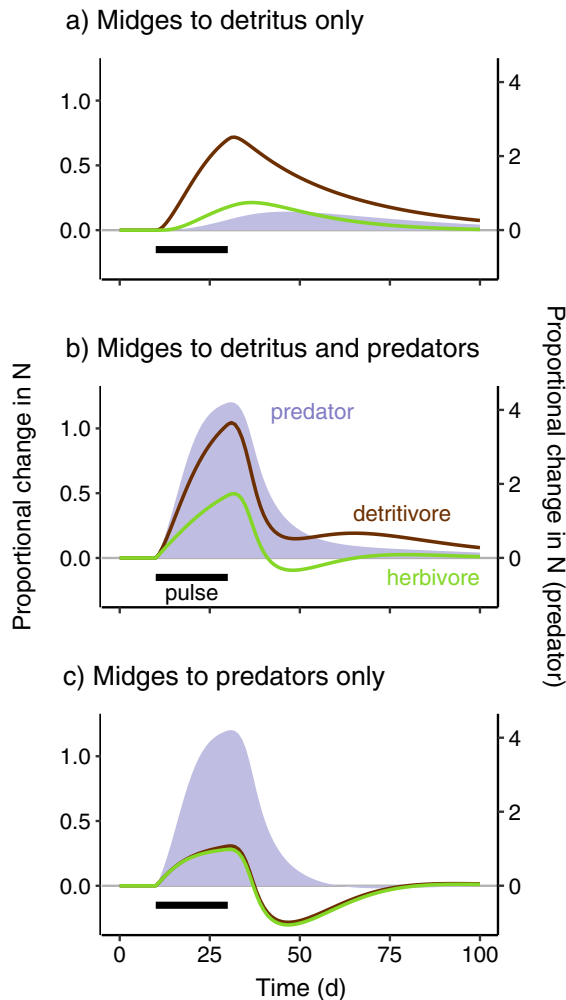 a) Midges to detritus only
1.0
0.5
0.0
4
2
0
b) Midges to detritus and predators
1.0
0.5
0.0
4
2
0
predator
detritivore
herbivore
pulse
c) Midges to predators only
1.0
0.5
0.0
4
2
0
0
25
50
75
100
Time (d)
Proportional change in N
Proportional change in N (predator)